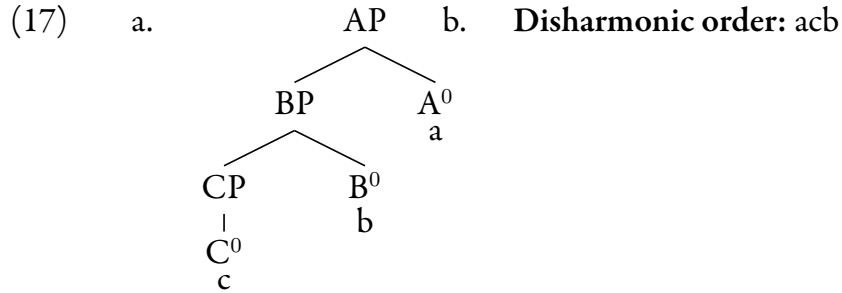 (17) a. AP b. Disharmonic order: acb
BP A⁰
a
CP B⁰
b
C⁰
c